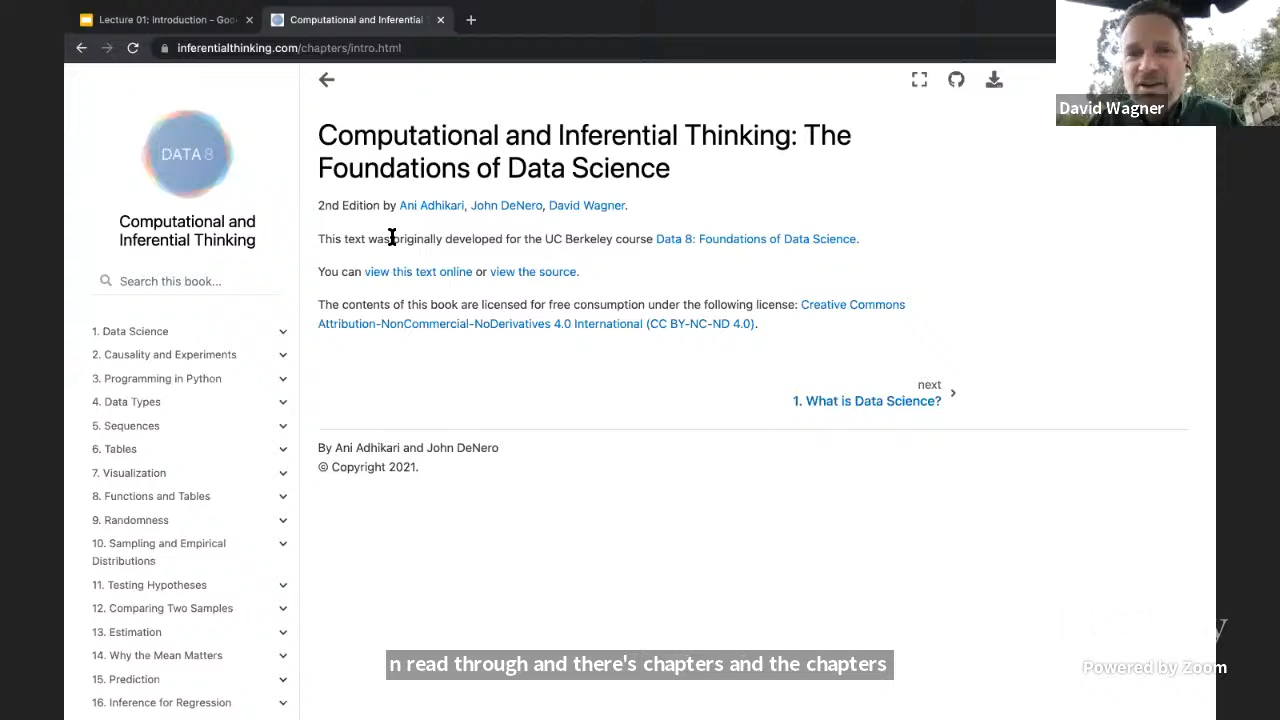 Lecture 01: Introduction - Goo
Computational and Inferential T
inferentialthinking.com/chapters/intro.html
David Wagner
DATA 8
Computational and
Inferential Thinking
Search this book...
1. Data Science
2. Causality and Experiments
3. Programming in Python
4. Data Types
5. Sequences
6. Tables
7. Visualization
8. Functions and Tables
9. Randomness
10. Sampling and Empirical
Distributions
11. Testing Hypotheses
12. Comparing Two Samples
13. Estimation
14. Why the Mean Matters
15. Prediction
16. Inference for Regression
Computational and Inferential Thinking: The
Foundations of Data Science
2nd Edition by Ani Adhikari, John DeNero, David Wagner.
This text was originally developed for the UC Berkeley course Data 8: Foundations of Data Science.
You can view this text online or view the source.
The contents of this book are licensed for free consumption under the following license: Creative Commons
Attribution-NonCommercial-NoDerivatives 4.0 International (CC BY-NC-ND 4.0).
next
1. What is Data Science?
By Ani Adhikari and John DeNero
© Copyright 2021.
n read through and there's chapters and the chapters
Powered by Zoom